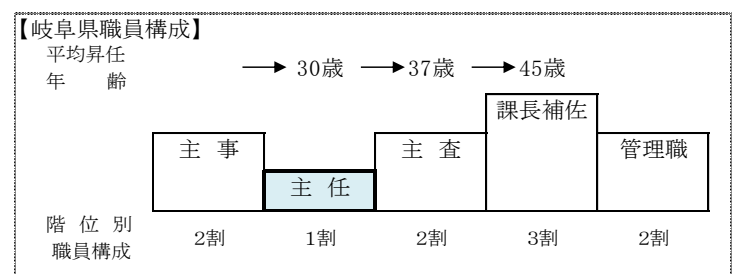 【岐阜県職員構成】
平均昇任
年　齢
30歳 37歳 45歳
課長補佐
主 事
主 査
管理職
主 任
階 位 別
職員構成
2割 1割 2割 3割 2割